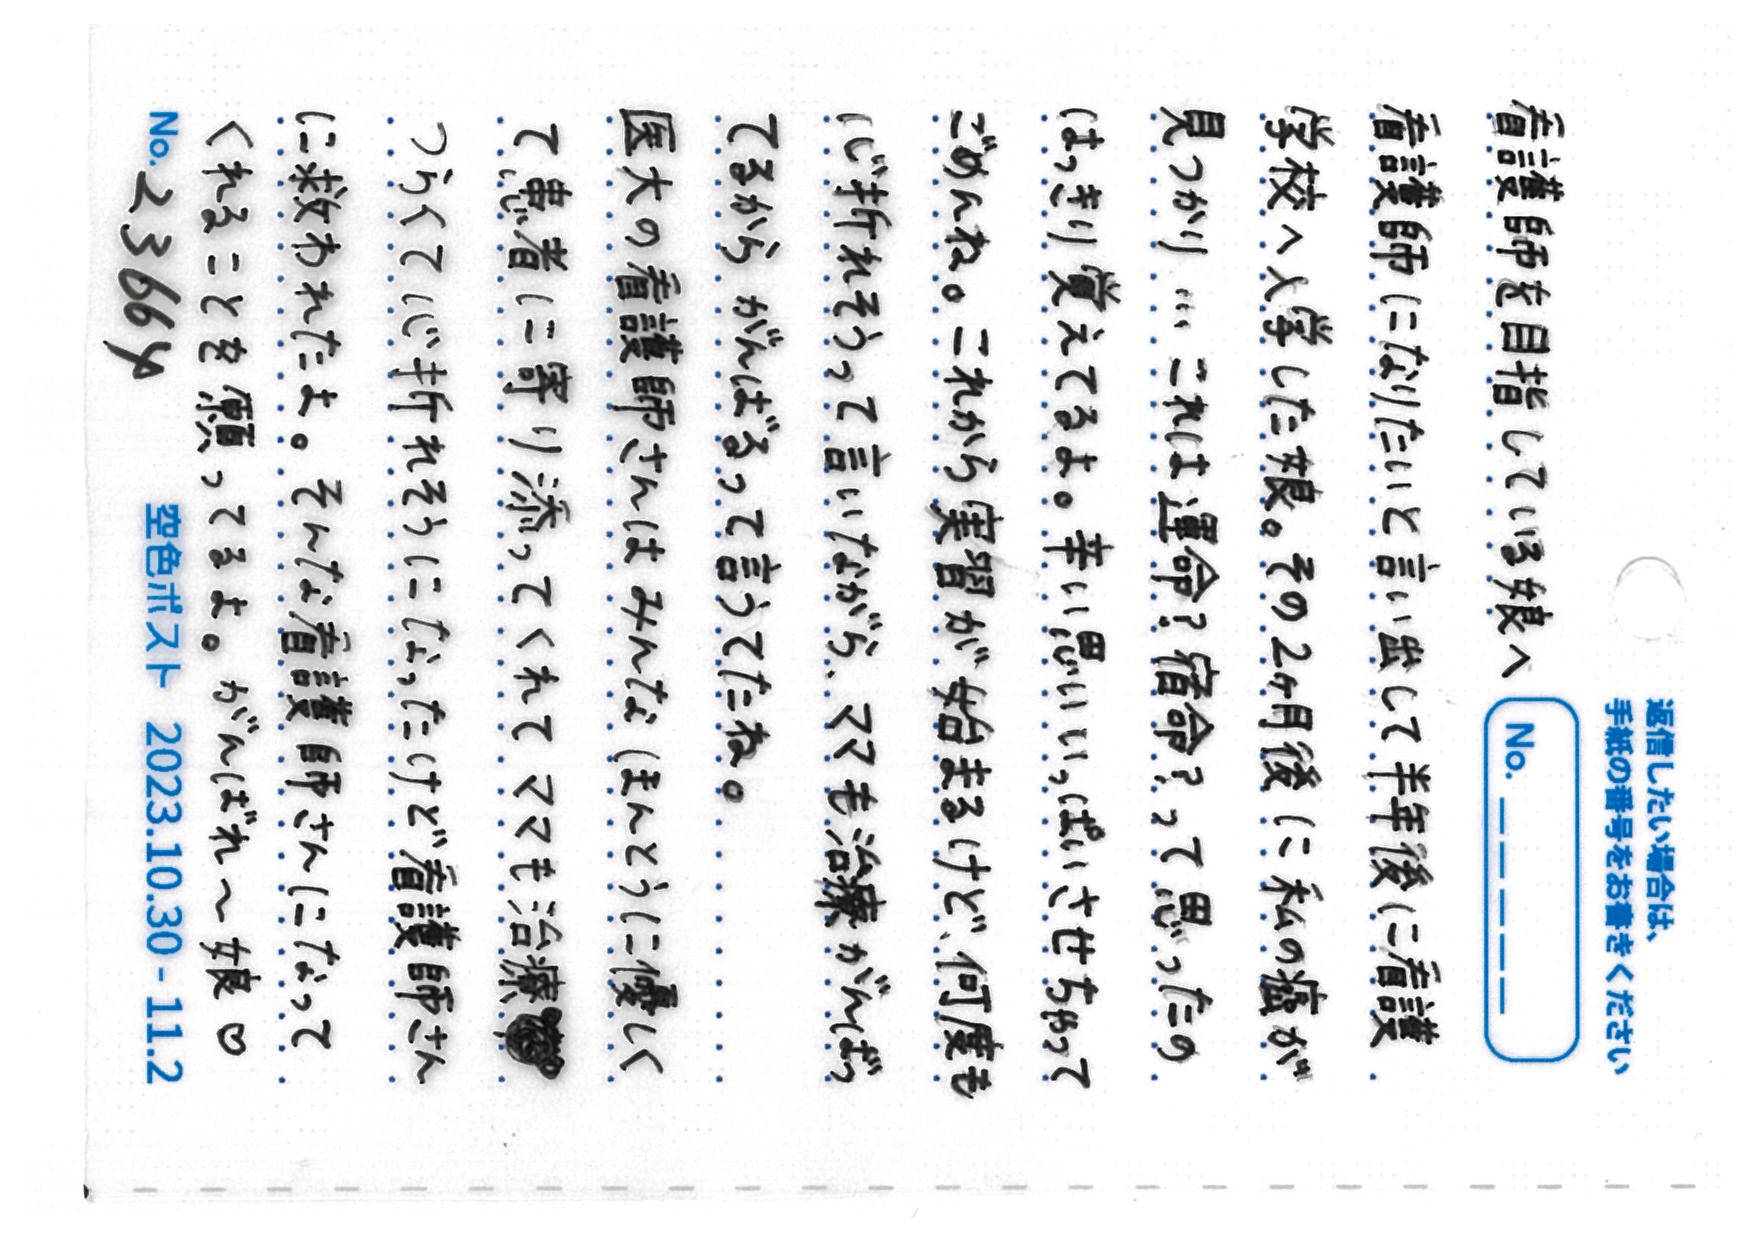 返信したい場合は、
手紙の番号をお書きください
No. _ _ _ _ _
看護師を目指している娘へ
看護師になりたいと言い出して半年後に看護
学校へ入学した娘。その2ヶ月後に私の癌が
見つかり…これは運命?宿命?って思ったの
はっきり覚えてるよ。辛い思いいっぱいさせちゃって
ごめんね。これから実習が始まるけど、何度も
心折れそうって言いながら、ママも治療がんばっ
てるからがんばるって言うてたね。
医大の看護師さんはみんなほんとうに優しく
て患者に寄り添ってくれてママも治療
つらくて心折れそうになったけど看護師さん
に救われたよ。そんな看護師さんになって
くれることを願ってるよ。がんばれ〜娘♡
No. 23664
空色ポスト 2023.10.30 - 11.2